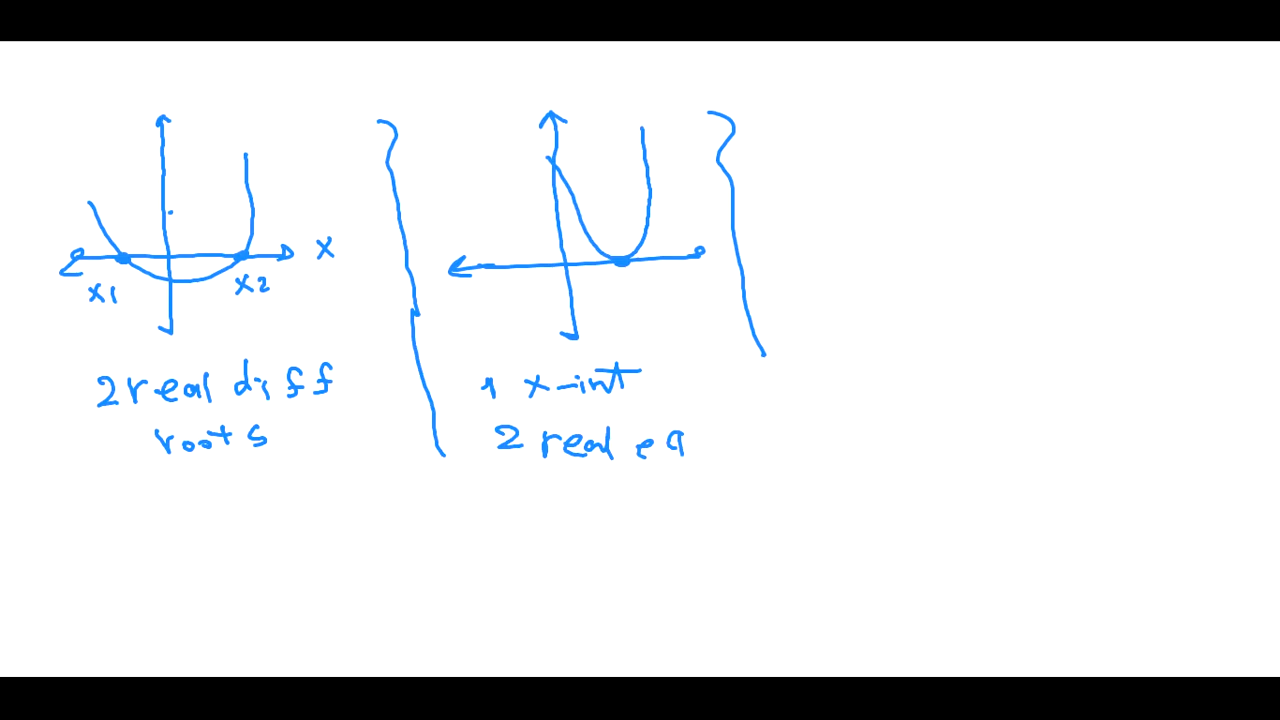 x
x1 x2
2 real diff
roots
1 x-int
2 real eq